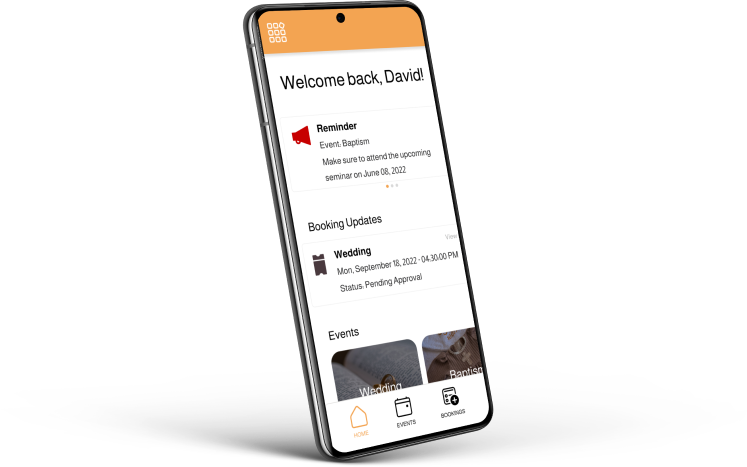 Welcome back, David!
Reminder
Event: Baptism
Make sure to attend the upcoming
seminar on June 08, 2022
Booking Updates
View
Wedding
Mon, September 18, 2022 - 04:30:00 PM
Status: Pending Approval
Events
Wedding
Baptism
HOME
EVENTS
BOOKINGS